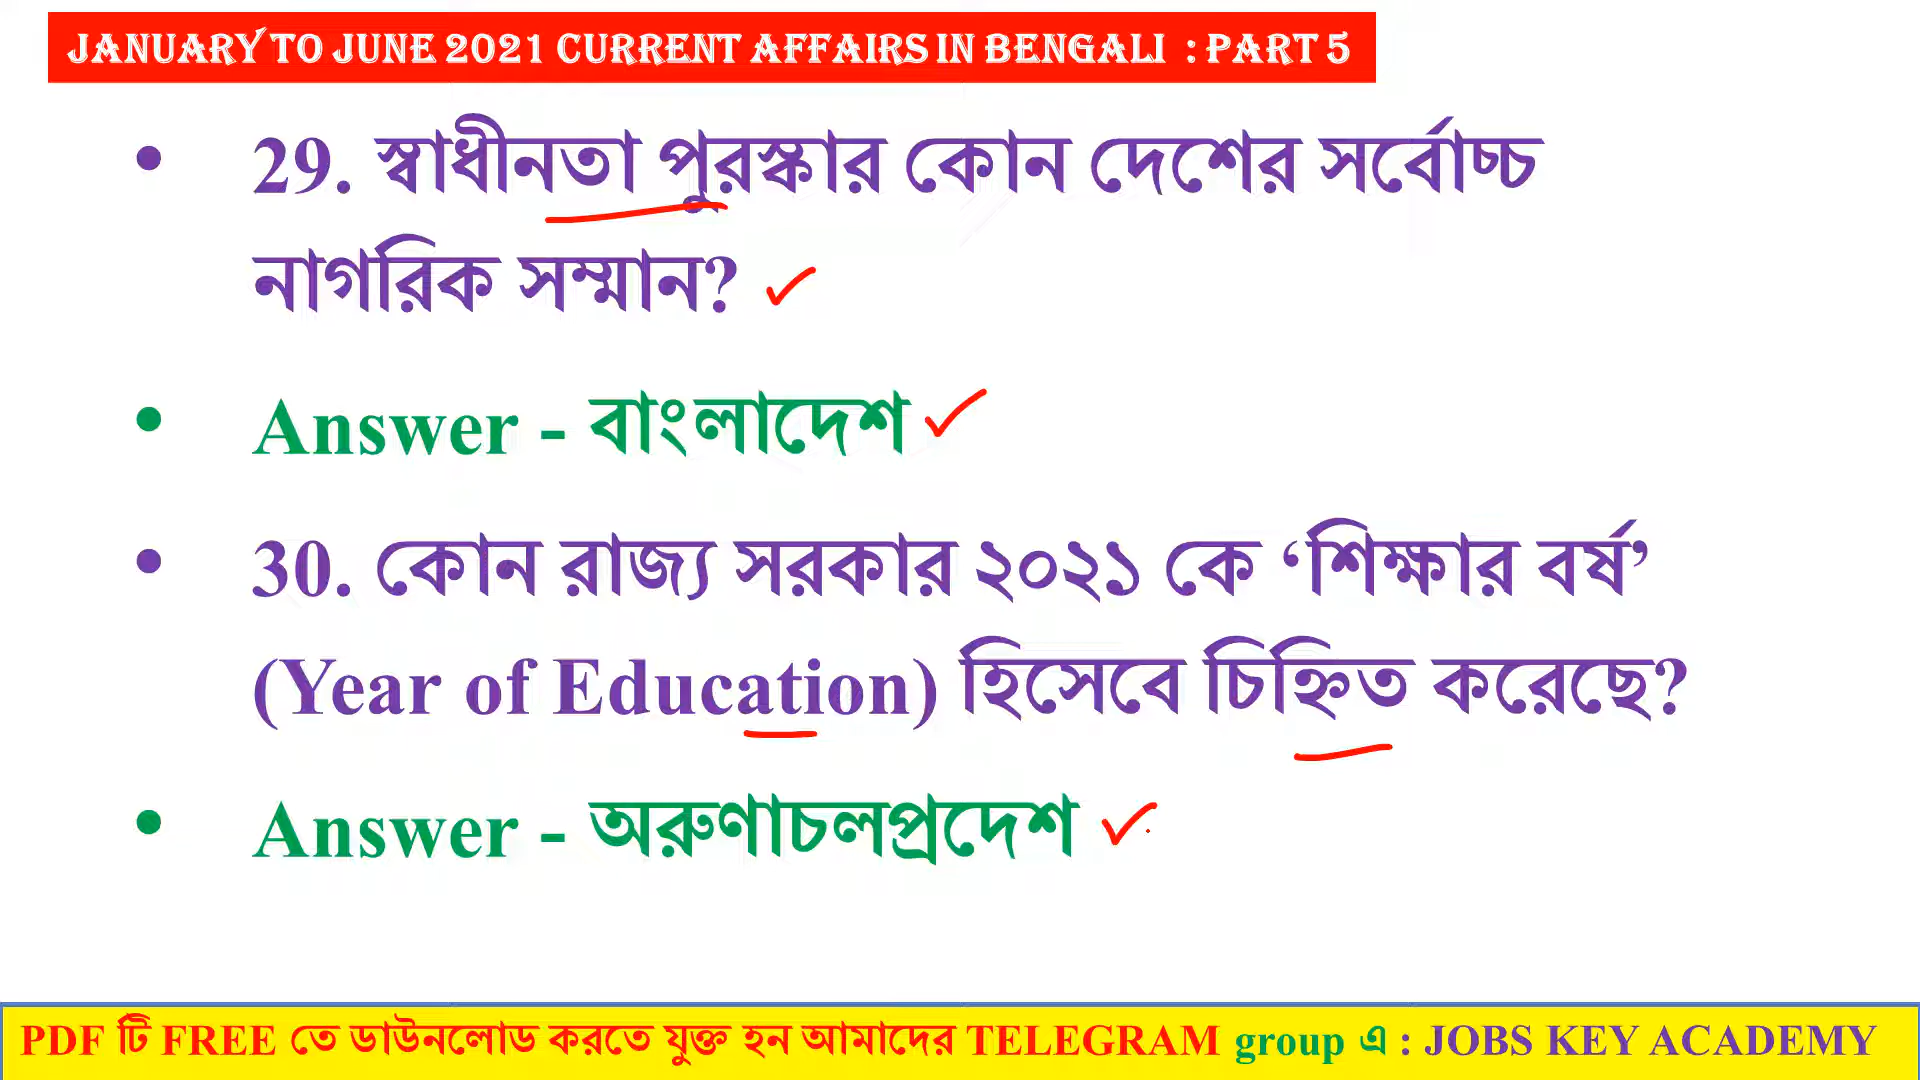 JANUARY TO JUNE 2021 CURRENT AFFAIRS IN BENGALI : PART 5
• 29. স্বাধীনতা পুরস্কার কোন দেশের সর্বোচ্চ
নাগরিক সম্মান?
• Answer - বাংলাদেশ
• 30. কোন রাজ্য সরকার ২০২১ কে ‘শিক্ষার বর্ষ’
(Year of Education) হিসেবে চিহ্নিত করেছে?
• Answer - অরুণাচলপ্রদেশ
PDF টি FREE তে ডাউনলোড করতে যুক্ত হন আমাদের TELEGRAM group এ : JOBS KEY ACADEMY